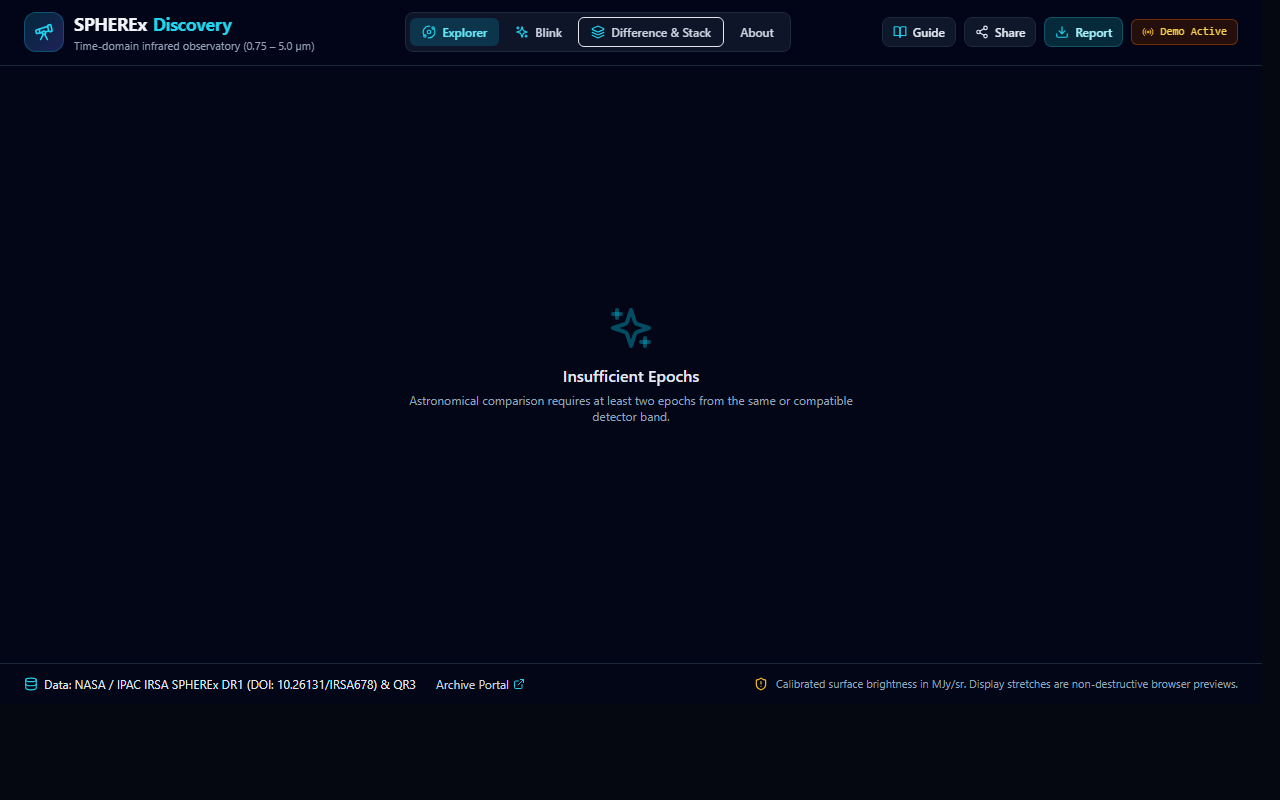 SPHEREx Discovery
Time-domain infrared observatory (0.75 – 5.0 µm)
Explorer
Blink
Difference & Stack
About
Guide
Share
Report
Demo Active
Insufficient Epochs
Astronomical comparison requires at least two epochs from the same or compatible
detector band.
Data: NASA / IPAC IRSA SPHEREx DR1 (DOI: 10.26131/IRSA678) & QR3
Archive Portal
Calibrated surface brightness in MJy/sr. Display stretches are non-destructive browser previews.